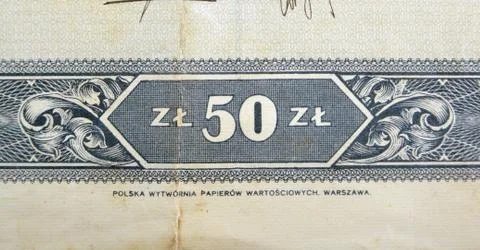 ZŁ 50 ZŁ
POLSKA WYTWÓRNIA PAPIERÓW WARTOŚCIOWYCH. WARSZAWA.